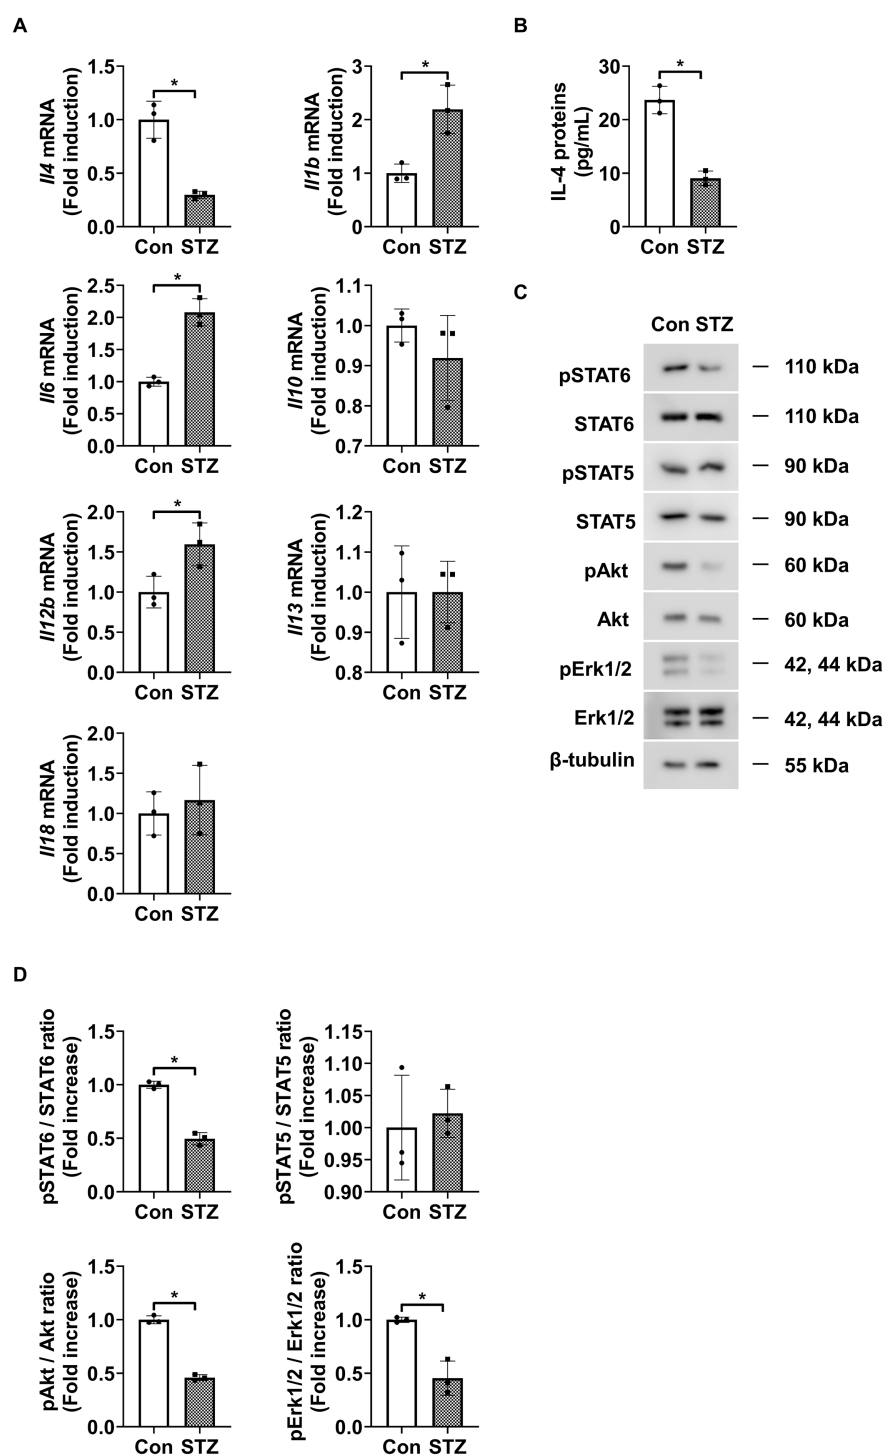 A
Il4 mRNA
(Fold induction)
1.5
1.0
0.5
0.0
*
Con STZ
Il1b mRNA
(Fold induction)
3
2
1
0
*
Con STZ
B
IL-4 proteins
(pg/mL)
30
20
10
0
*
Con STZ
Il6 mRNA
(Fold induction)
2.5
2.0
1.5
1.0
0.5
0.0
*
Con STZ
Il10 mRNA
(Fold induction)
1.1
1.0
0.9
0.8
0.7
Con STZ
Il12b mRNA
(Fold induction)
2.0
1.5
1.0
0.5
0.0
*
Con STZ
Il13 mRNA
(Fold induction)
1.2
1.1
1.0
0.9
0.8
Con STZ
Il18 mRNA
(Fold induction)
2.0
1.5
1.0
0.5
0.0
Con STZ
C
Con STZ
pSTAT6 — 110 kDa
STAT6 — 110 kDa
pSTAT5 — 90 kDa
STAT5 — 90 kDa
pAkt — 60 kDa
Akt — 60 kDa
pErk1/2 — 42, 44 kDa
Erk1/2 — 42, 44 kDa
β-tubulin — 55 kDa
D
pSTAT6 / STAT6 ratio
(Fold increase)
1.5
1.0
0.5
0.0
*
Con STZ
pSTAT5 / STAT5 ratio
(Fold increase)
1.15
1.10
1.05
1.00
0.95
0.90
Con STZ
pAkt / Akt ratio
(Fold increase)
1.5
1.0
0.5
0.0
*
Con STZ
pErk1/2 / Erk1/2 ratio
(Fold increase)
1.5
1.0
0.5
0.0
*
Con STZ